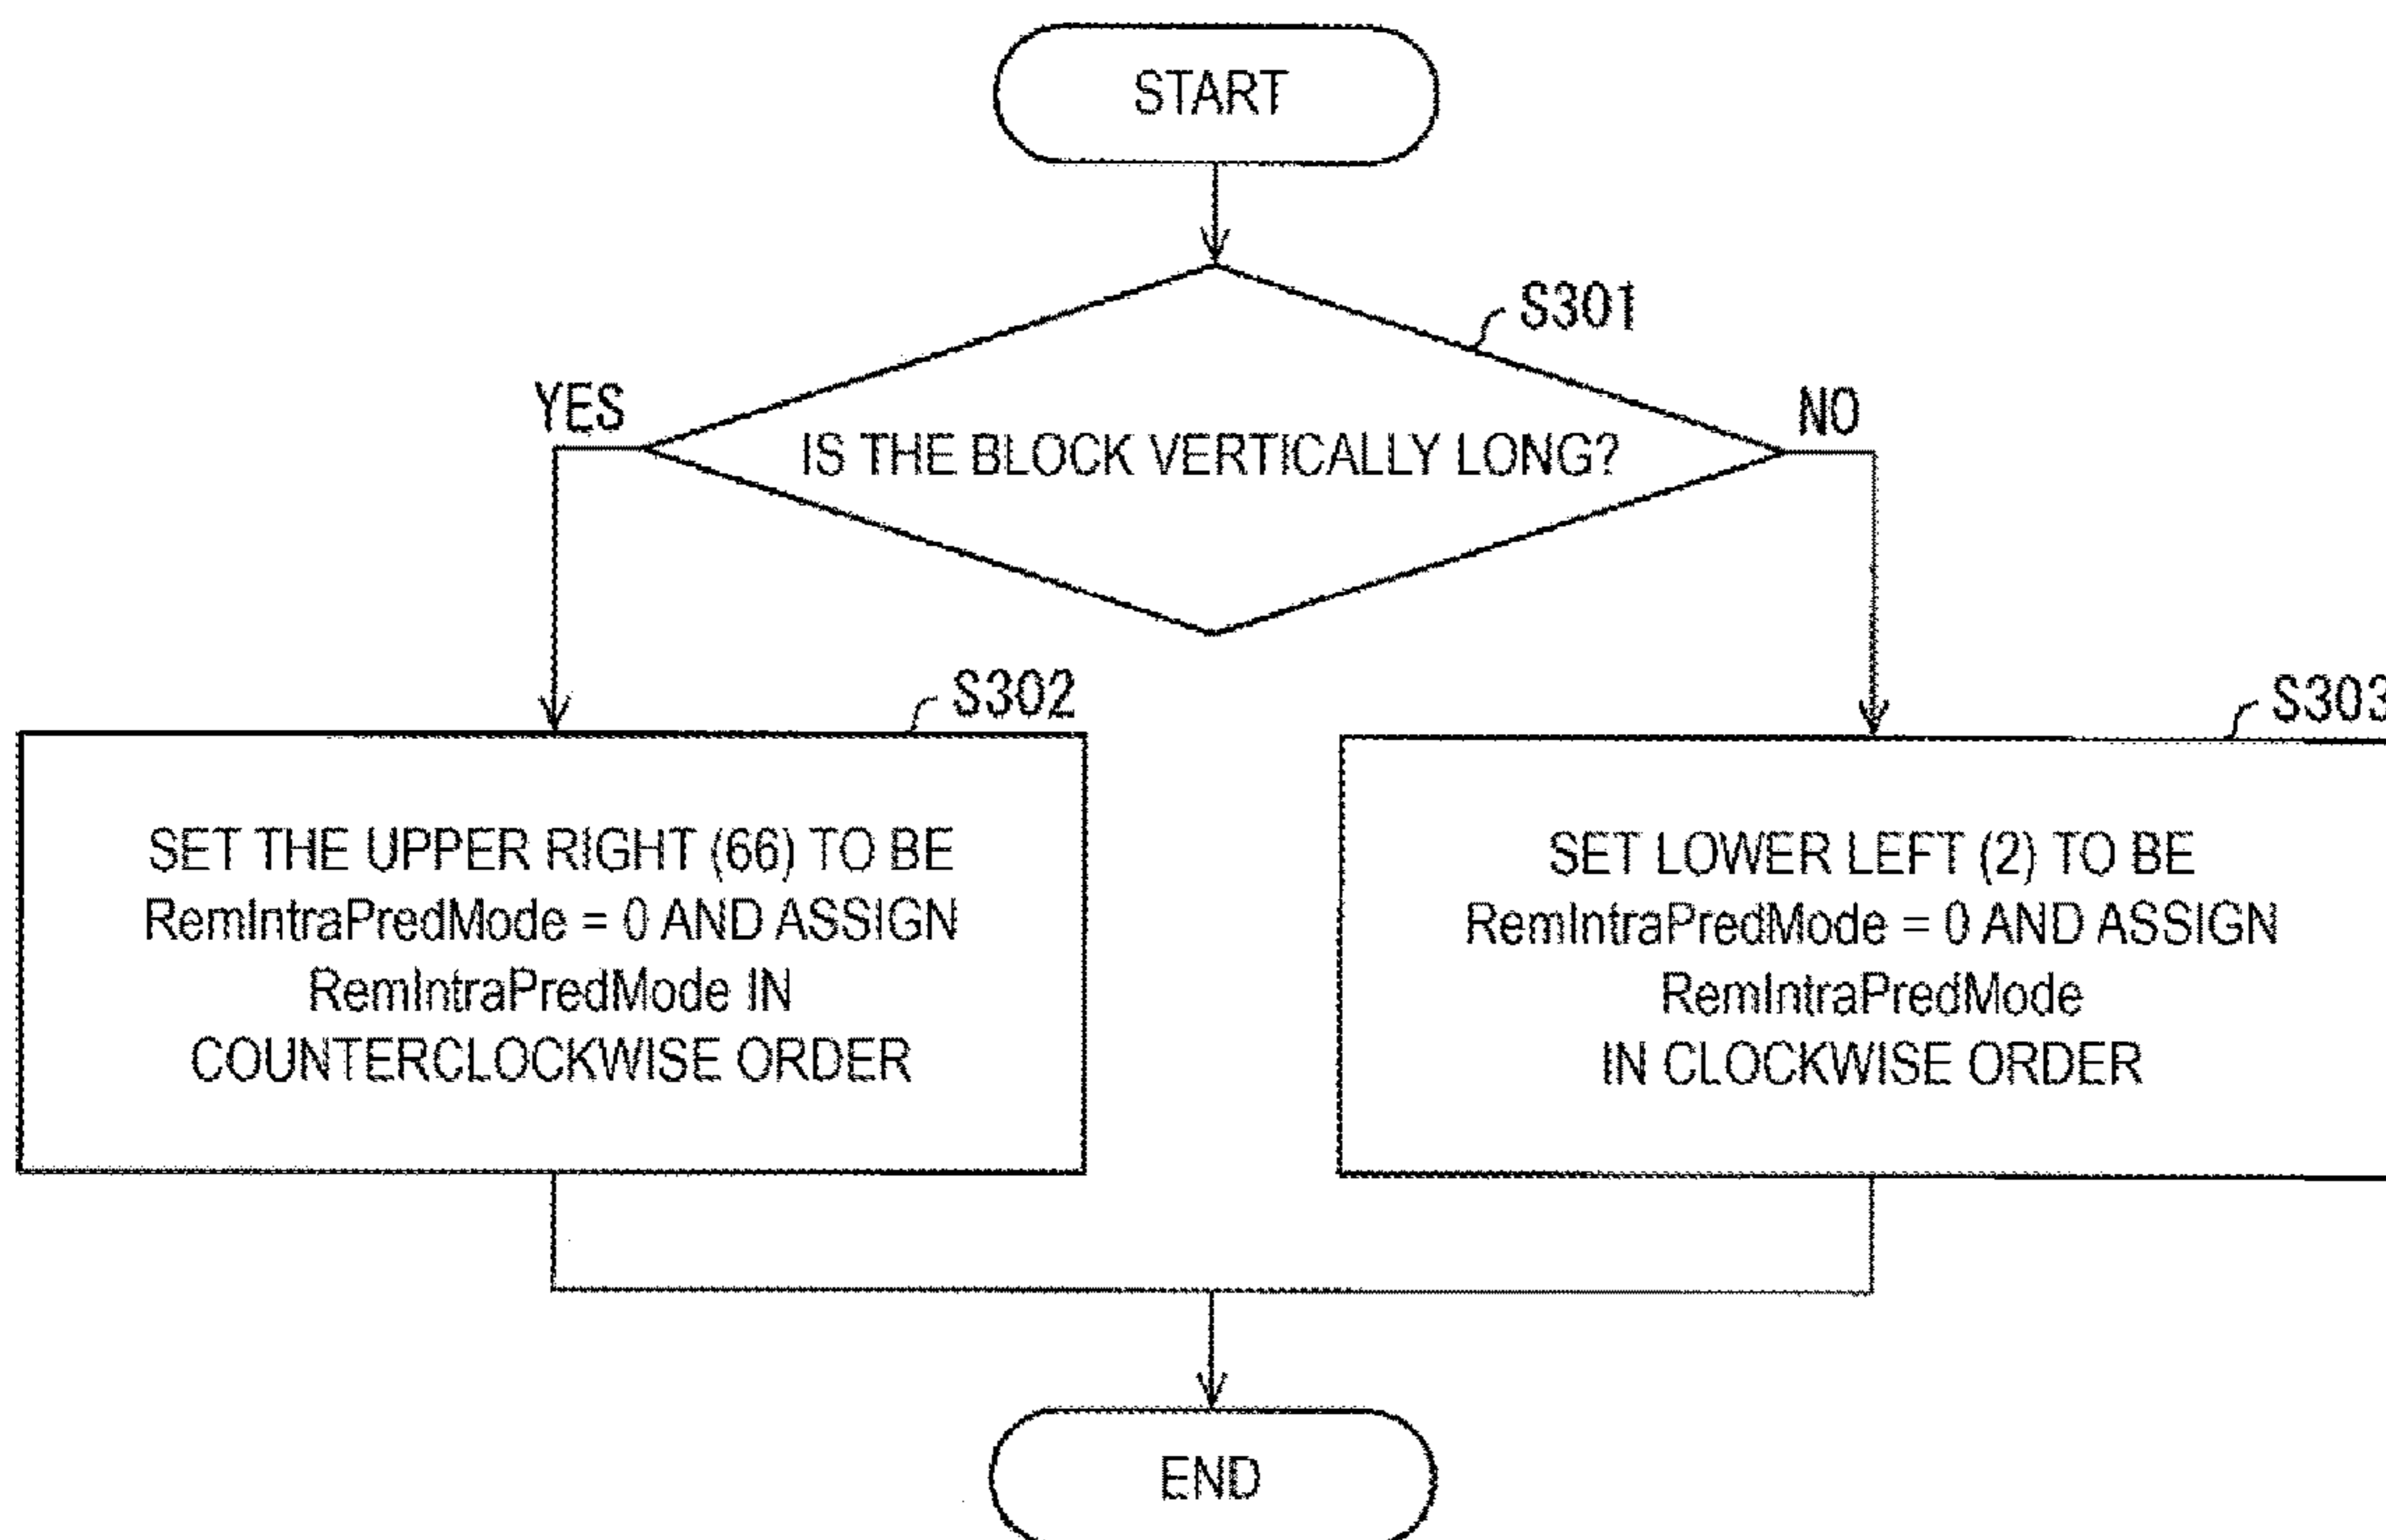 START
S301
YES
NO
IS THE BLOCK VERTICALLY LONG?
S302
S303
SET THE UPPER RIGHT (66) TO BE
RemIntraPredMode = 0 AND ASSIGN
RemIntraPredMode IN
COUNTERCLOCKWISE ORDER
SET LOWER LEFT (2) TO BE
RemIntraPredMode = 0 AND ASSIGN
RemIntraPredMode
IN CLOCKWISE ORDER
END